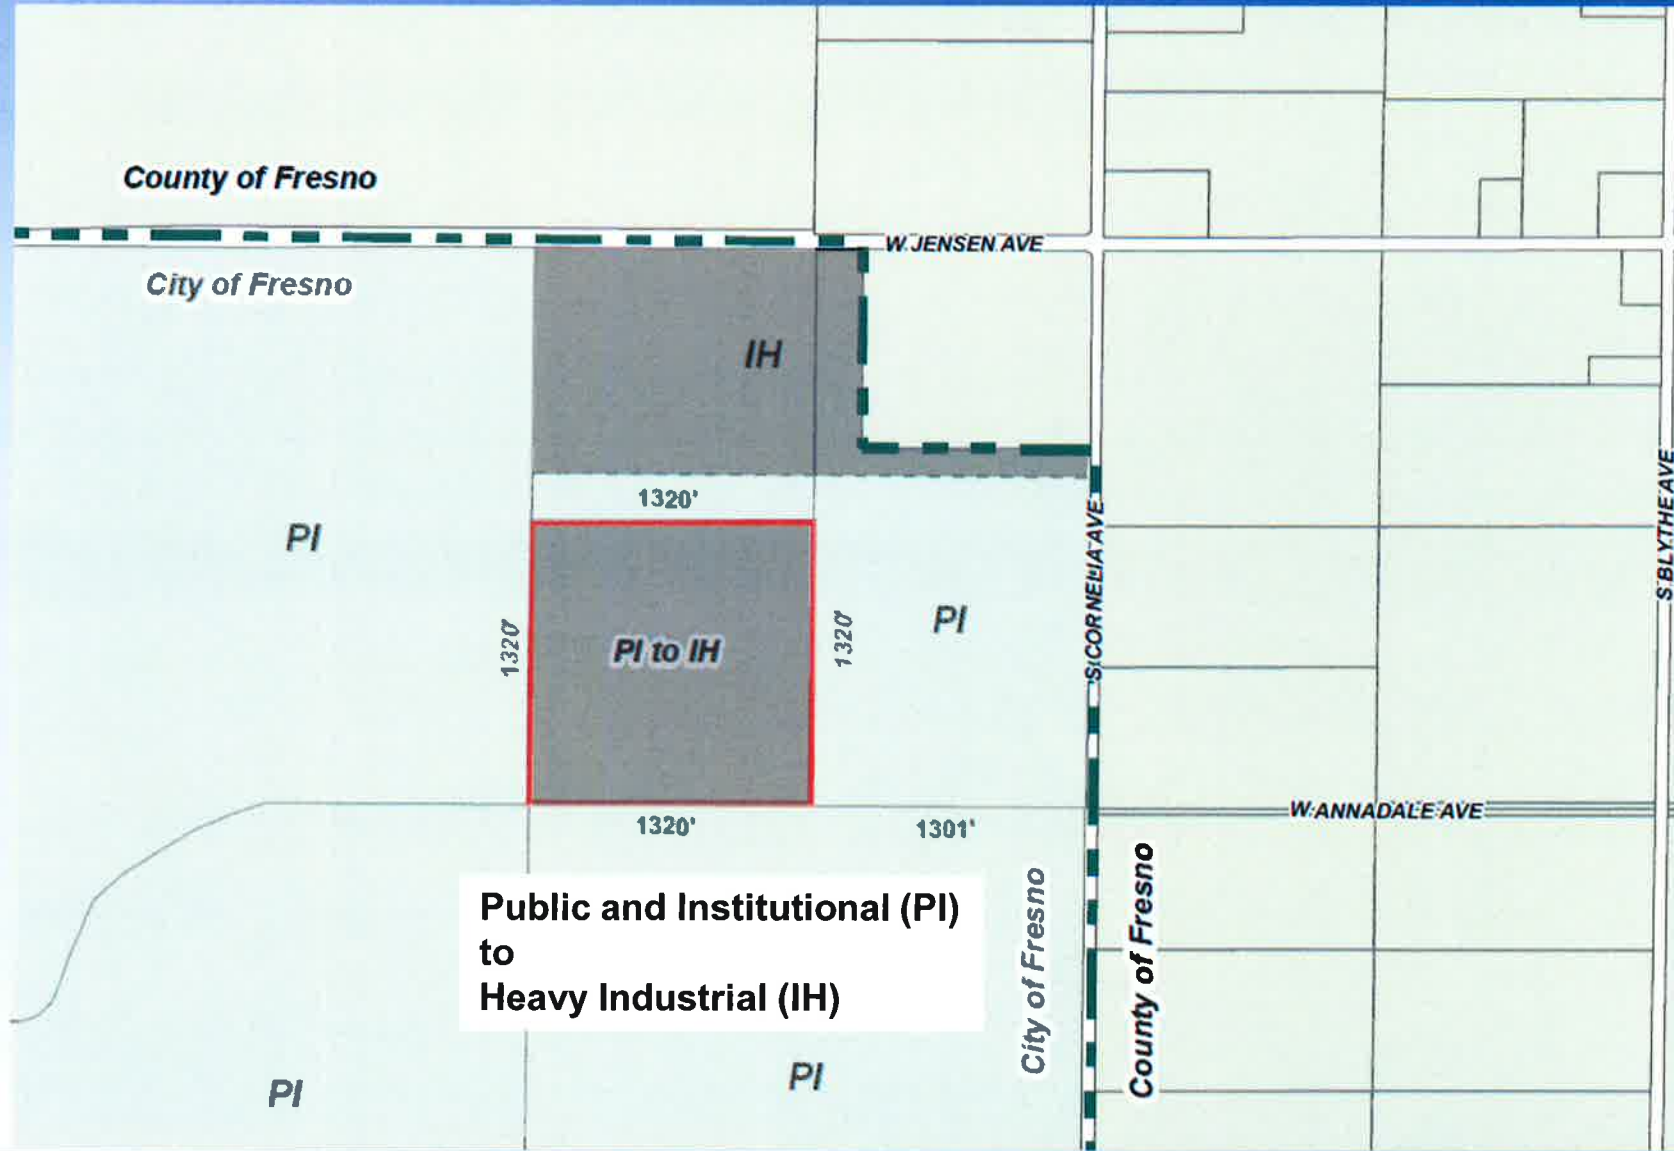 County of Fresno
W JENSEN AVE
City of Fresno
IH
1320'
PI
S CORNELIA AVE
S BLYTHE AVE
PI
1320'
PI to IH
1320'
1320'
1301'
W ANNADALE AVE
Public and Institutional (PI)
to
Heavy Industrial (IH)
City of Fresno
County of Fresno
PI
PI